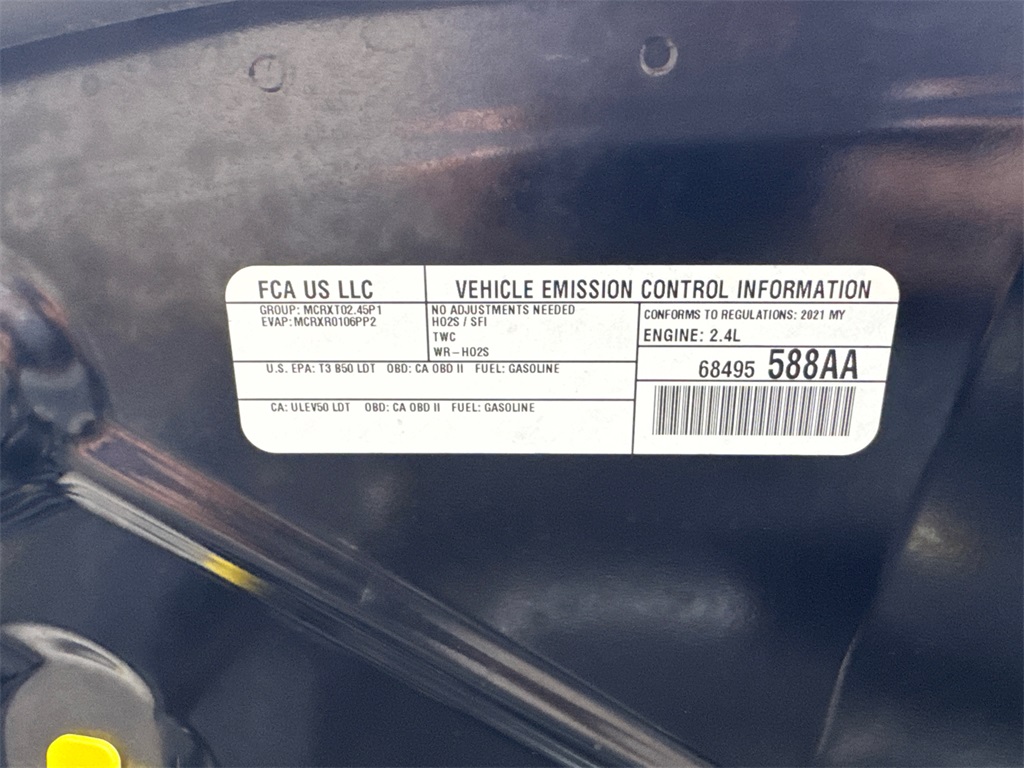 FCA US LLC
VEHICLE EMISSION CONTROL INFORMATION
GROUP: MCRXT02.45P1
EVAP: MCRXR0106PP2
NO ADJUSTMENTS NEEDED
HO2S / SFI
TWC
WR-HO2S
CONFORMS TO REGULATIONS: 2021 MY
ENGINE: 2.4L
68495 588AA
U.S. EPA: T3 B50 LDT OBD: CA OBD II FUEL: GASOLINE
CA: ULEV50 LDT OBD: CA OBD II FUEL: GASOLINE